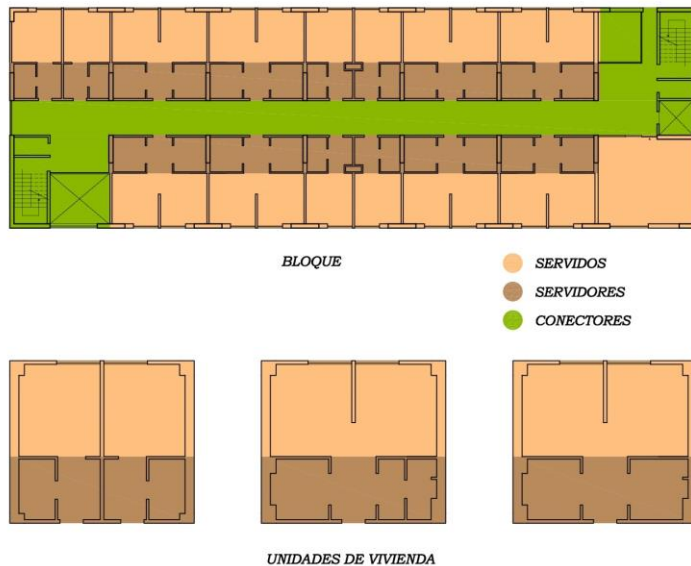 BLOQUE
SERVIDOS
SERVIDORES
CONECTORES
UNIDADES DE VIVIENDA